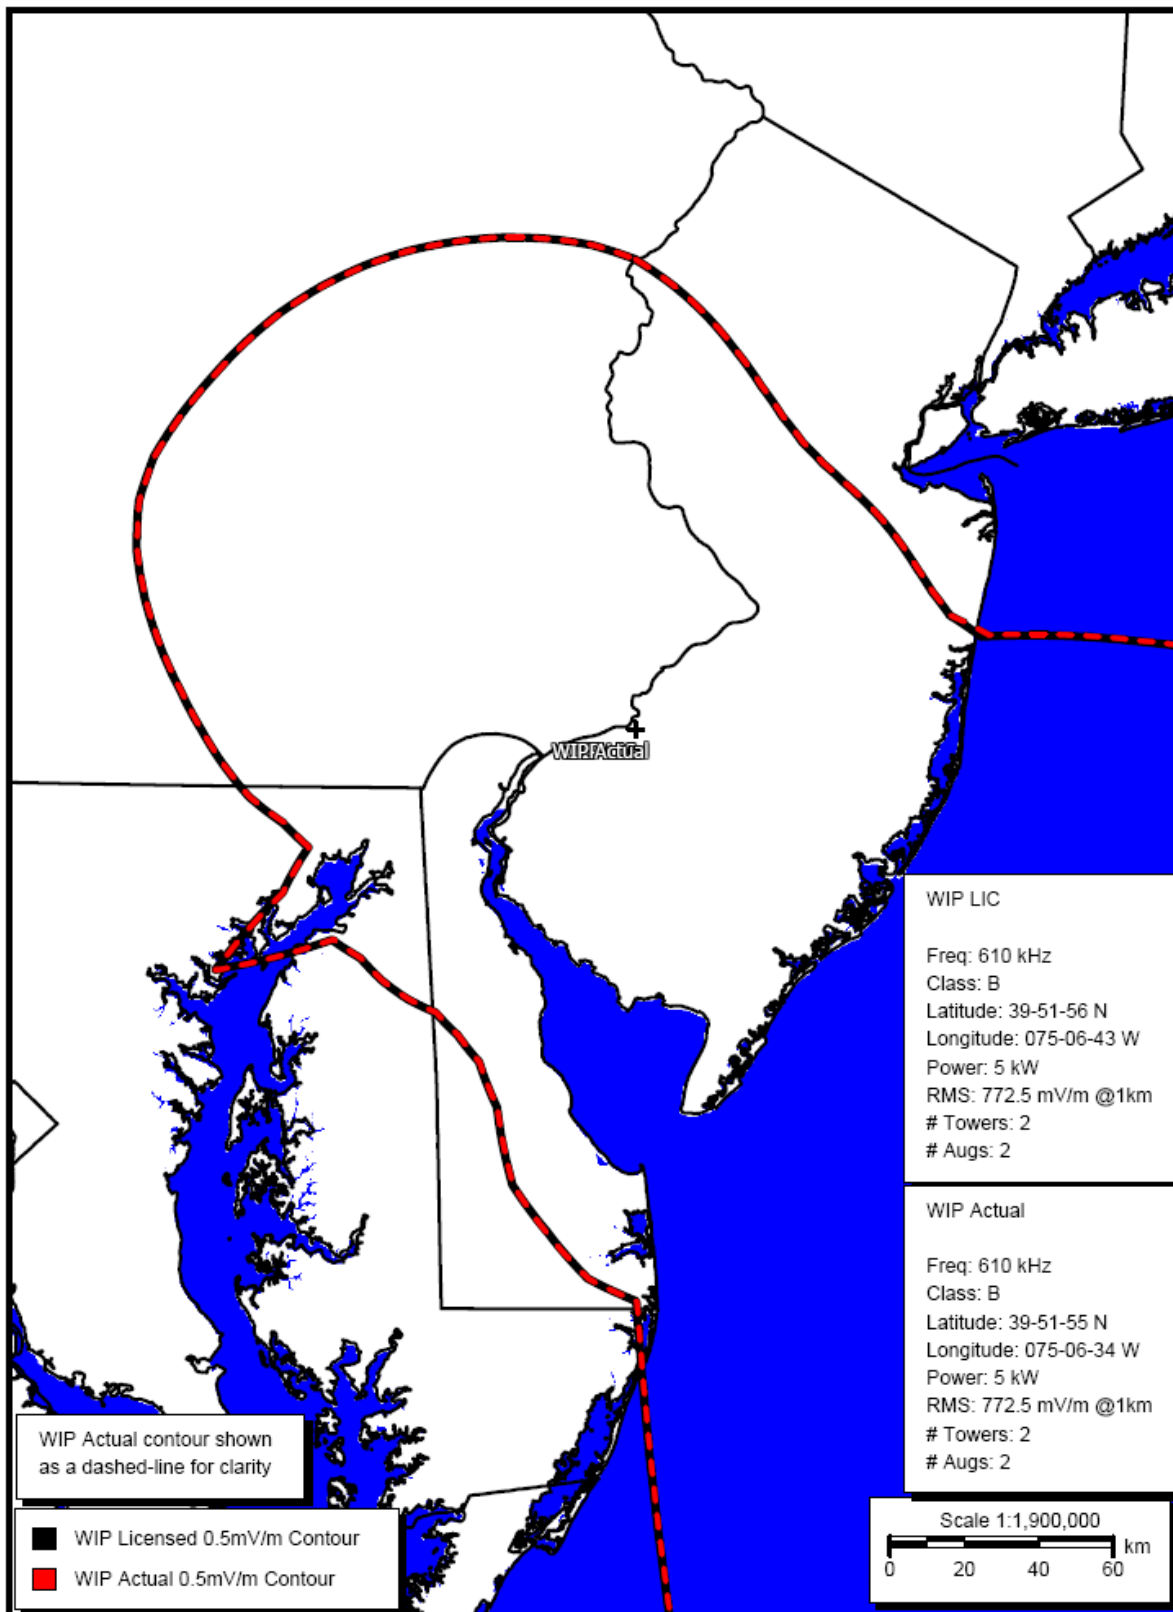 WIP Actual
WIP LIC
Freq: 610 kHz
Class: B
Latitude: 39-51-56 N
Longitude: 075-06-43 W
Power: 5 kW
RMS: 772.5 mV/m @1km
# Towers: 2
# Augs: 2
WIP Actual
Freq: 610 kHz
Class: B
Latitude: 39-51-55 N
Longitude: 075-06-34 W
Power: 5 kW
RMS: 772.5 mV/m @1km
# Towers: 2
# Augs: 2
WIP Actual contour shown
as a dashed-line for clarity
WIP Licensed 0.5mV/m Contour
WIP Actual 0.5mV/m Contour
Scale 1:1,900,000
km
0 20 40 60